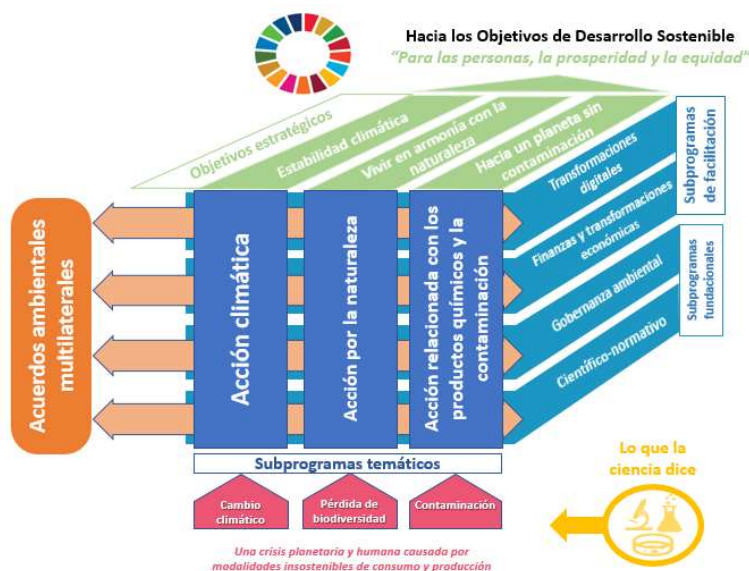 Hacia los Objetivos de Desarrollo Sostenible
“Para las personas, la prosperidad y la equidad”
Objetivos estratégicos
Estabilidad climática
Vivir en armonía con la
naturaleza
Hacia un planeta sin
contaminación
Transformaciones
digitales
Finanzas y transformaciones
económicas
Gobernanza ambiental
Científico-normativo
Subprogramas
de facilitación
Subprogramas
fundacionales
Acuerdos ambientales
multilaterales
Acción climática
Acción por la naturaleza
Acción relacionada con los
productos químicos y la
contaminación
Subprogramas temáticos
Cambio
climático
Pérdida de
biodiversidad
Contaminación
Una crisis planetaria y humana causada por
modalidades insostenibles de consumo y producción
Lo que la
ciencia dice